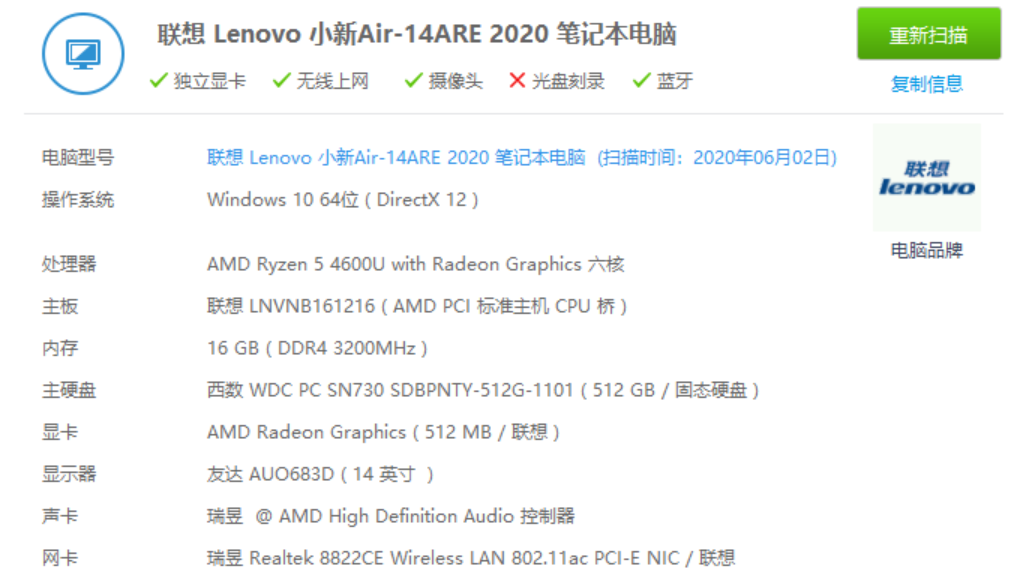 联想 Lenovo 小新Air-14ARE 2020 笔记本电脑
重新扫描
独立显卡 无线上网 摄像头 光盘刻录 蓝牙
复制信息
电脑型号 联想 Lenovo 小新Air-14ARE 2020 笔记本电脑 (扫描时间：2020年06月02日)
操作系统 Windows 10 64位 ( DirectX 12 )
联想
lenovo
电脑品牌
处理器 AMD Ryzen 5 4600U with Radeon Graphics 六核
主板 联想 LNVNB161216 ( AMD PCI 标准主机 CPU 桥 )
内存 16 GB ( DDR4 3200MHz )
主硬盘 西数 WDC PC SN730 SDBPNTY-512G-1101 ( 512 GB / 固态硬盘 )
显卡 AMD Radeon Graphics ( 512 MB / 联想 )
显示器 友达 AUO683D ( 14 英寸 )
声卡 瑞昱 @ AMD High Definition Audio 控制器
网卡 瑞昱 Realtek 8822CE Wireless LAN 802.11ac PCI-E NIC / 联想